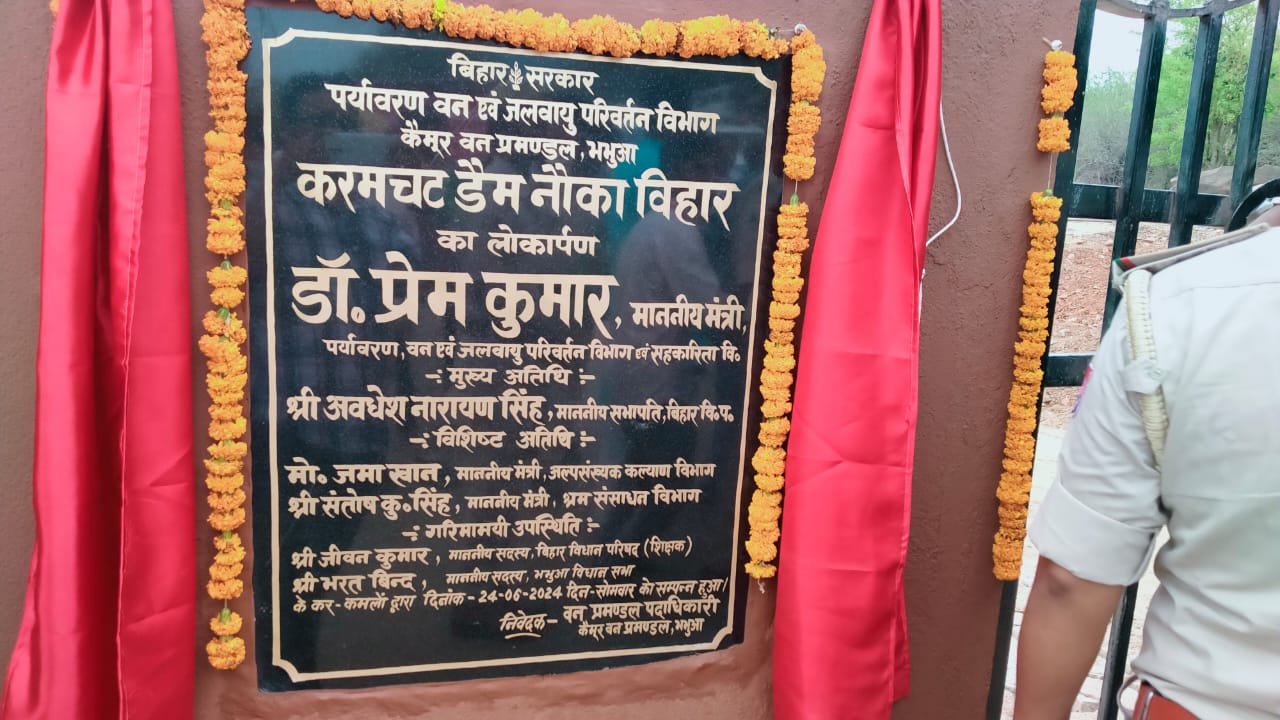 बिहार सरकार
पर्यावरण वन एवं जलवायु परिवर्तन विभाग
कैमूर वन प्रमण्डल, भभुआ
करमचट डैम नौका विहार
का लोकार्पण
डॉ. प्रेम कुमार, माननीय मंत्री,
पर्यावरण, वन एवं जलवायु परिवर्तन विभाग एवं सहकारिता वि॰
-: मुख्य अतिथि :-
श्री अवधेश नारायण सिंह, माननीय सभापति, बिहार वि॰प॰
-: विशिष्ट अतिथि :-
मो. जमा खान, माननीय मंत्री, अल्पसंख्यक कल्याण विभाग
श्री संतोष कु॰ सिंह, माननीय मंत्री, श्रम संसाधन विभाग
-: गरिमामयी उपस्थिति :-
श्री जीवन कुमार, माननीय सदस्य, बिहार विधान परिषद (शिक्षक)
श्री भरत बिन्द, माननीय सदस्य, भभुआ विधान सभा
के कर-कमलों द्वारा दिनांक-24-06-2024 दिन-सोमवार को सम्पन्न हुआ।
निवेदक- वन प्रमण्डल पदाधिकारी
कैमूर वन प्रमण्डल, भभुआ